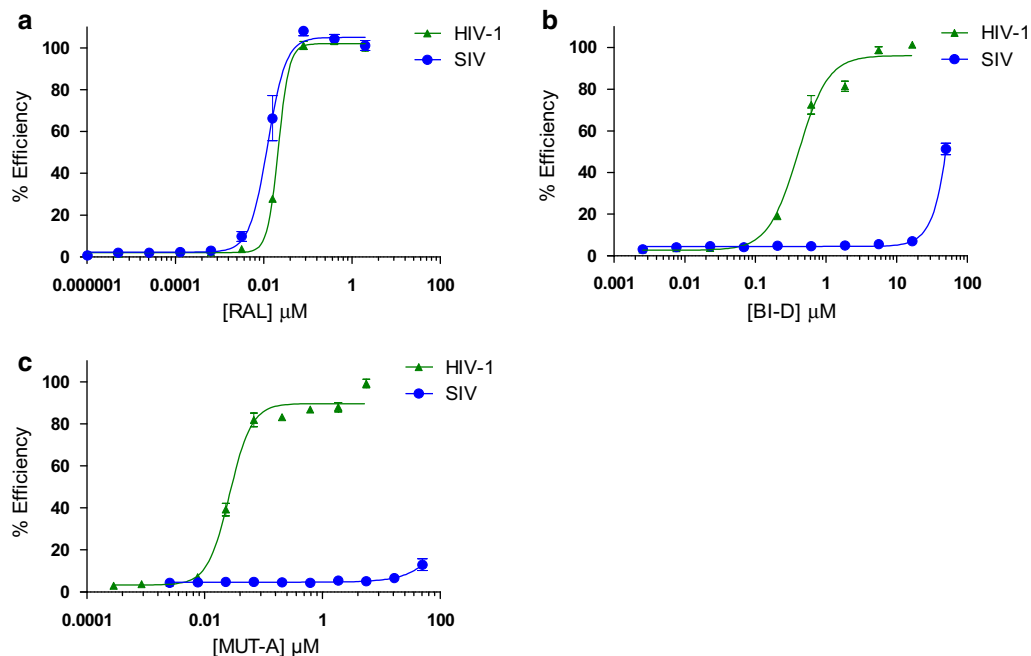 a
% Efficiency
100
80
60
40
20
0
0.000001
0.0001
0.01
1
100
[RAL] µM
HIV-1
SIV
b
% Efficiency
100
80
60
40
20
0
0.001
0.01
0.1
1
10
100
[BI-D] µM
HIV-1
SIV
c
% Efficiency
100
80
60
40
20
0
0.0001
0.01
1
100
[MUT-A] µM
HIV-1
SIV